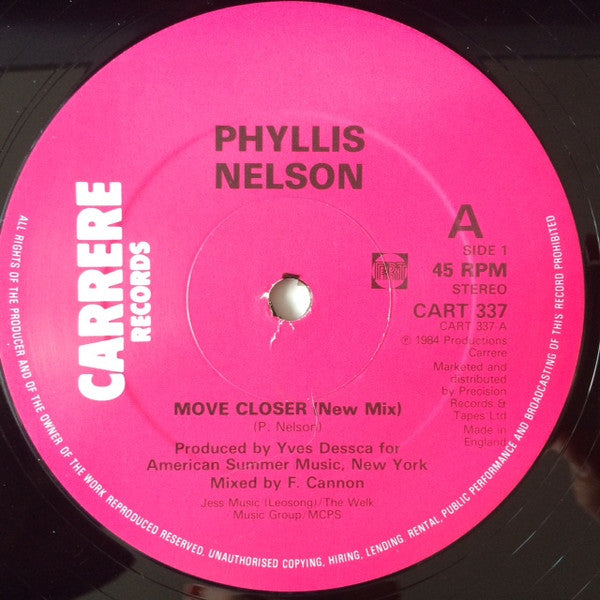 PHYLLIS
NELSON
CARRERE
RECORDS
A
SIDE 1
45 RPM
STEREO
PRT
CART 337
CART 337 A
℗ 1984 Productions
Carrere
Marketed and
distributed
by Precision
Records &
Tapes Ltd
Made in
England
MOVE CLOSER (New Mix)
(P. Nelson)
Produced by Yves Dessca for
American Summer Music, New York
Mixed by F. Cannon
Jess Music (Leosong)/The Welk
Music Group/MCPS
ALL RIGHTS OF THE PRODUCER AND OF THE OWNER OF THE WORK REPRODUCED RESERVED. UNAUTHORISED COPYING, HIRING, LENDING, RENTAL, PUBLIC PERFORMANCE AND BROADCASTING OF THIS RECORD PROHIBITED